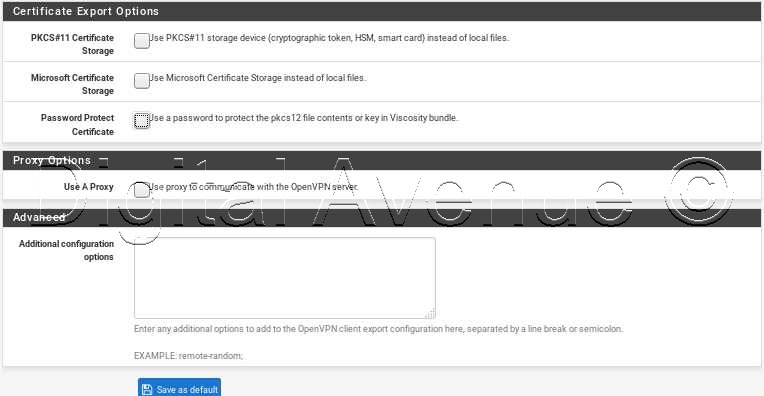 Certificate Export Options
PKCS#11 Certificate Storage
Use PKCS#11 storage device (cryptographic token, HSM, smart card) instead of local files.
Microsoft Certificate Storage
Use Microsoft Certificate Storage instead of local files.
Password Protect Certificate
Use a password to protect the pkcs12 file contents or key in Viscosity bundle.
Proxy Options
Digital Avenue ©
Use A Proxy
Use proxy to communicate with the OpenVPN server.
Advanced
Additional configuration options
Enter any additional options to add to the OpenVPN client export configuration here, separated by a line break or semicolon.
EXAMPLE: remote-random;
Save as default